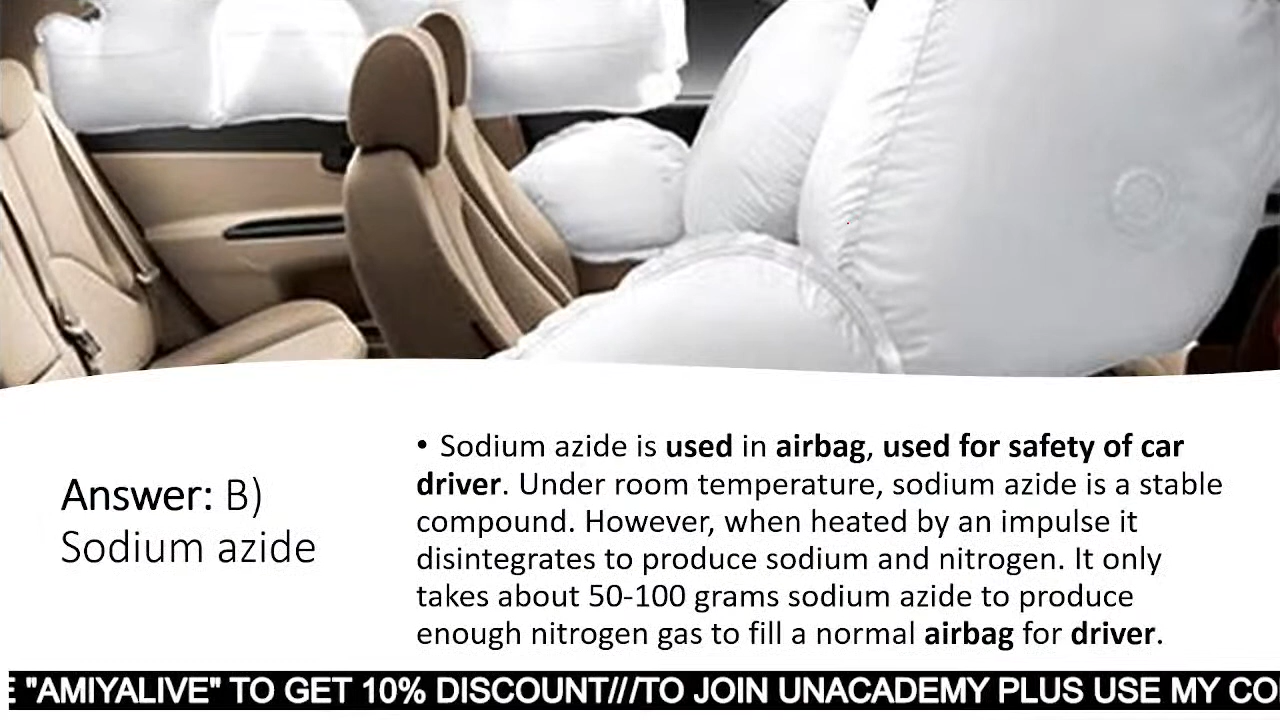 Answer: B)
Sodium azide
• Sodium azide is used in airbag, used for safety of car
driver. Under room temperature, sodium azide is a stable
compound. However, when heated by an impulse it
disintegrates to produce sodium and nitrogen. It only
takes about 50-100 grams sodium azide to produce
enough nitrogen gas to fill a normal airbag for driver.
"AMIYALIVE" TO GET 10% DISCOUNT///TO JOIN UNACADEMY PLUS USE MY